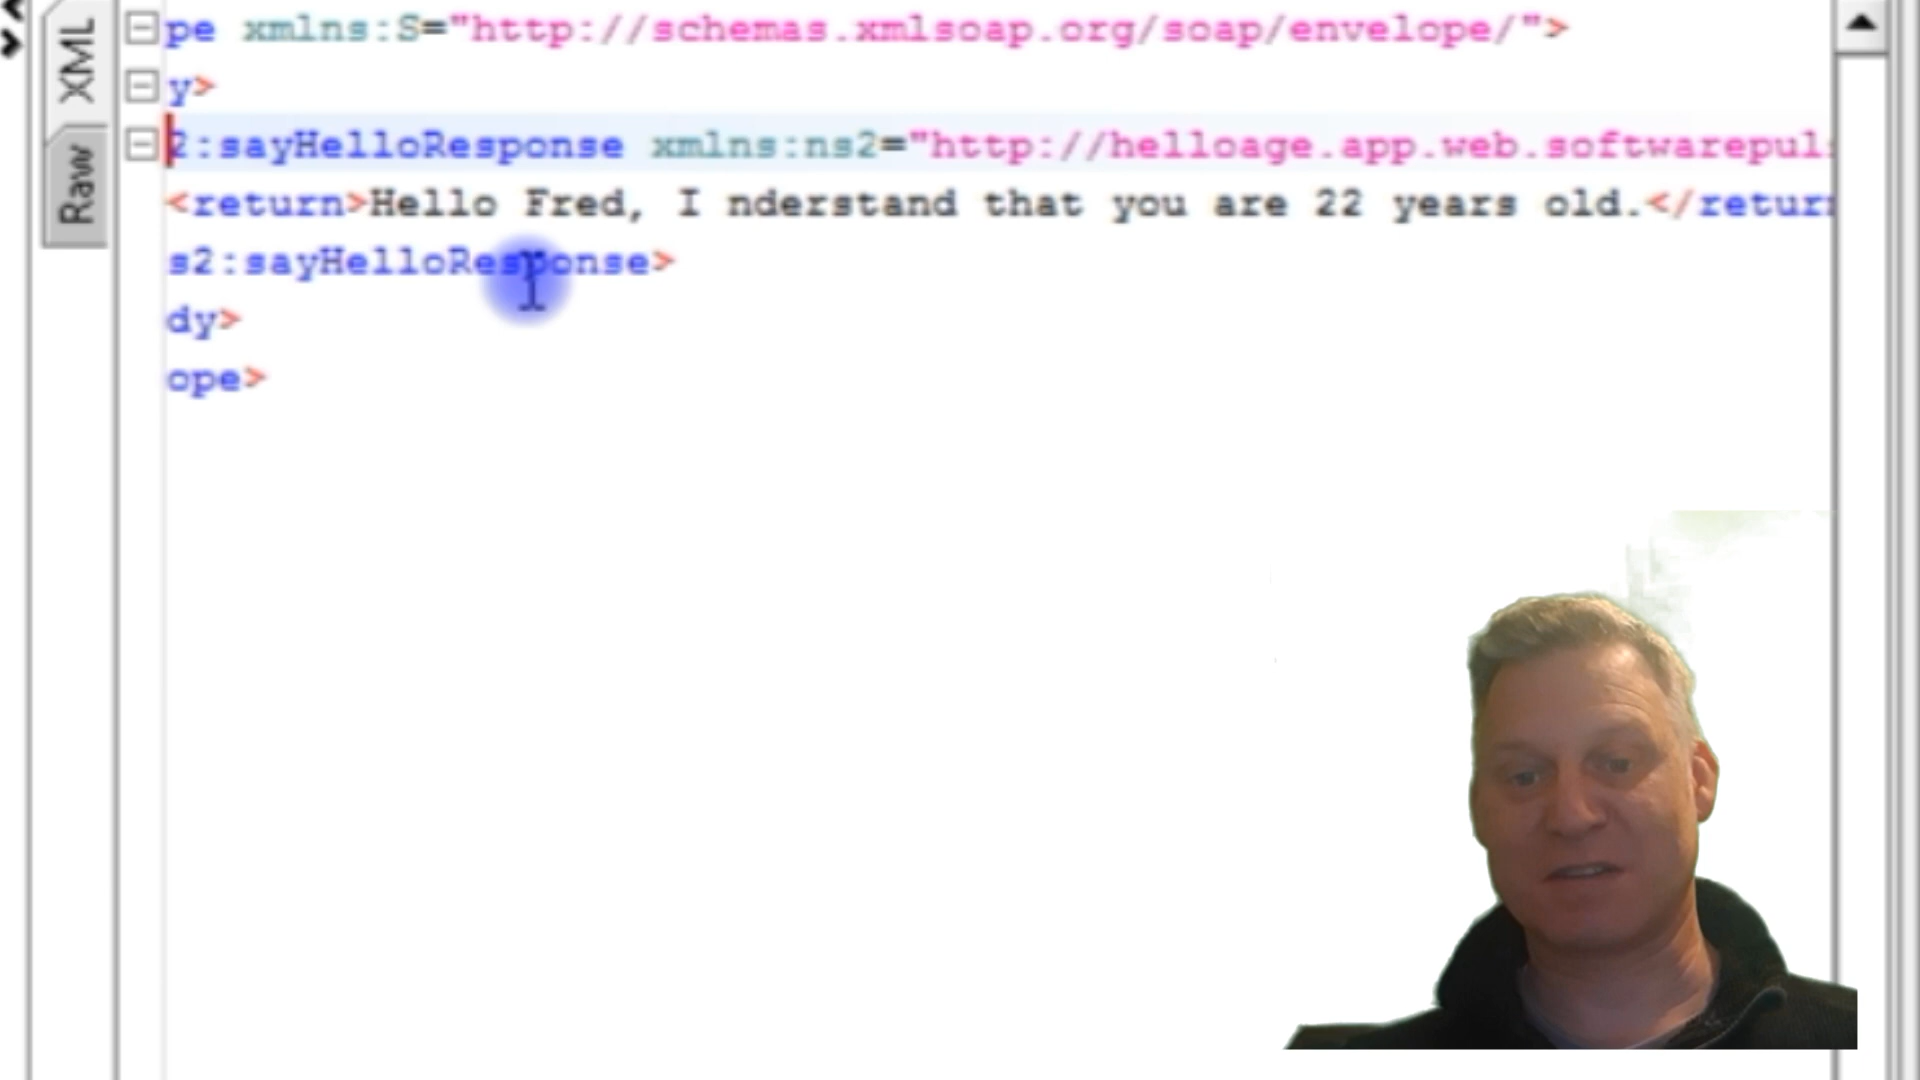 pe xmlns:S="http://schemas.xmlsoap.org/soap/envelope/">
y>
2:sayHelloResponse xmlns:ns2="http://helloage.app.web.softwarepul
<return>Hello Fred, I nderstand that you are 22 years old.</retur
s2:sayHelloResponse>
dy>
ope>
XML
Raw